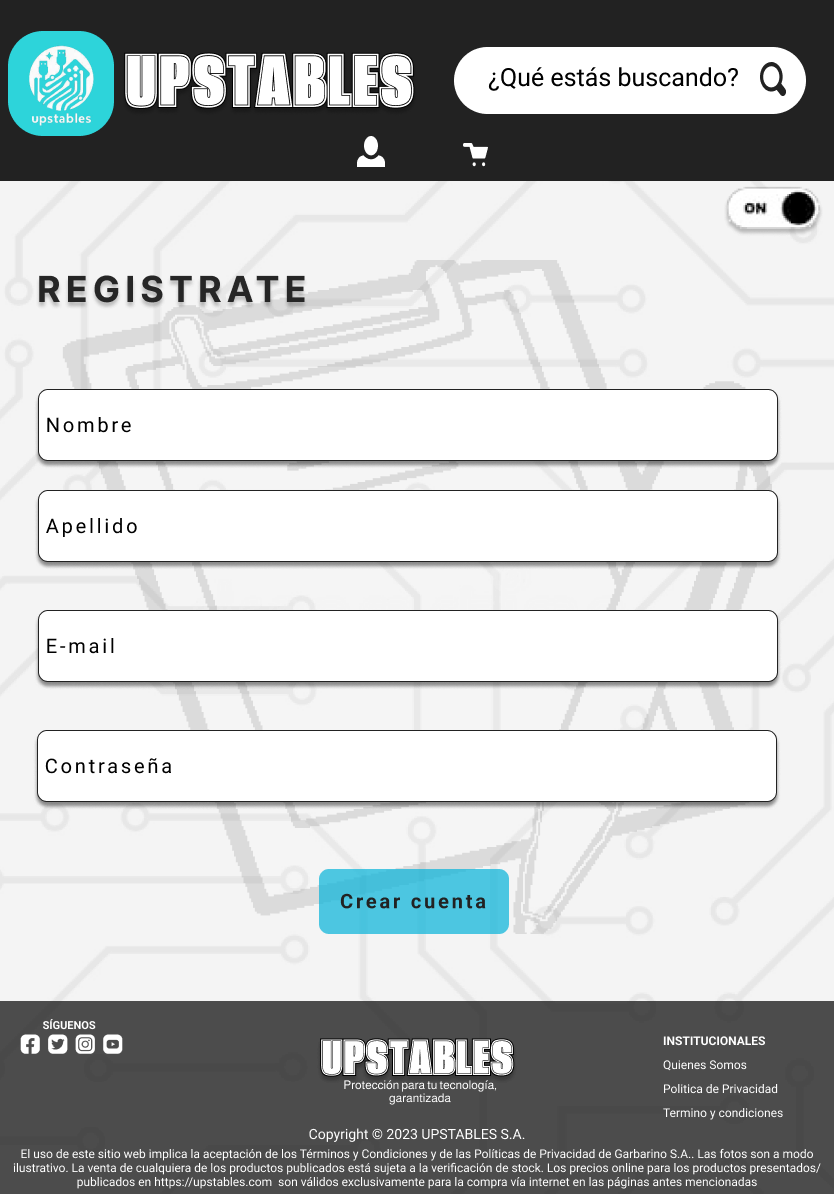 upstables
UPSTABLES
¿Qué estás buscando?
ON
REGISTRATE
Nombre
Apellido
E-mail
Contraseña
Crear cuenta
SÍGUENOS
UPSTABLES
Protección para tu tecnología,
garantizada
INSTITUCIONALES
Quienes Somos
Politica de Privacidad
Termino y condiciones
Copyright © 2023 UPSTABLES S.A.
El uso de este sitio web implica la aceptación de los Términos y Condiciones y de las Políticas de Privacidad de Garbarino S.A.. Las fotos son a modo
ilustrativo. La venta de cualquiera de los productos publicados está sujeta a la verificación de stock. Los precios online para los productos presentados/
publicados en https://upstables.com  son válidos exclusivamente para la compra vía internet en las páginas antes mencionadas